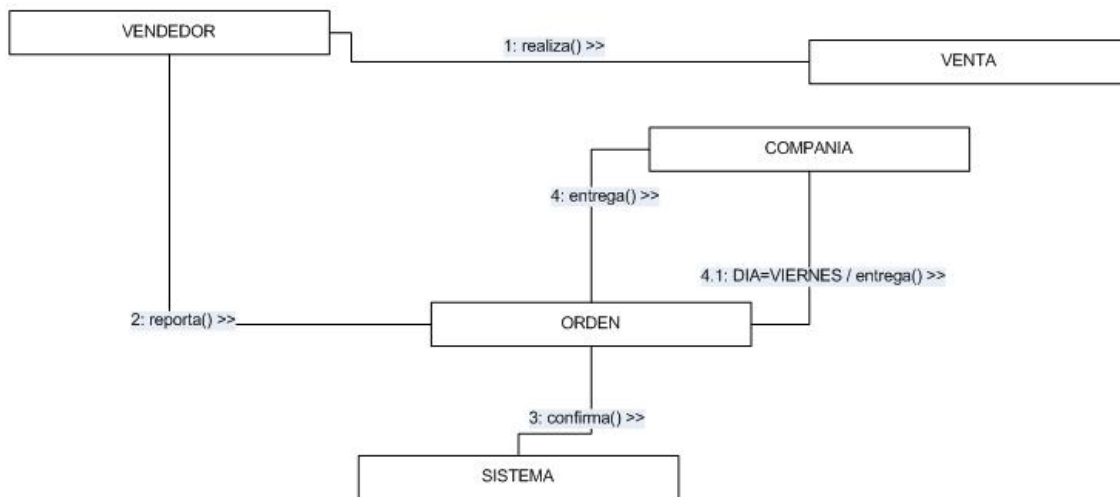 VENDEDOR
1: realiza() >>
VENTA
COMPANIA
4: entrega() >>
4.1: DIA=VIERNES / entrega() >>
2: reporta() >>
ORDEN
3: confirma() >>
SISTEMA